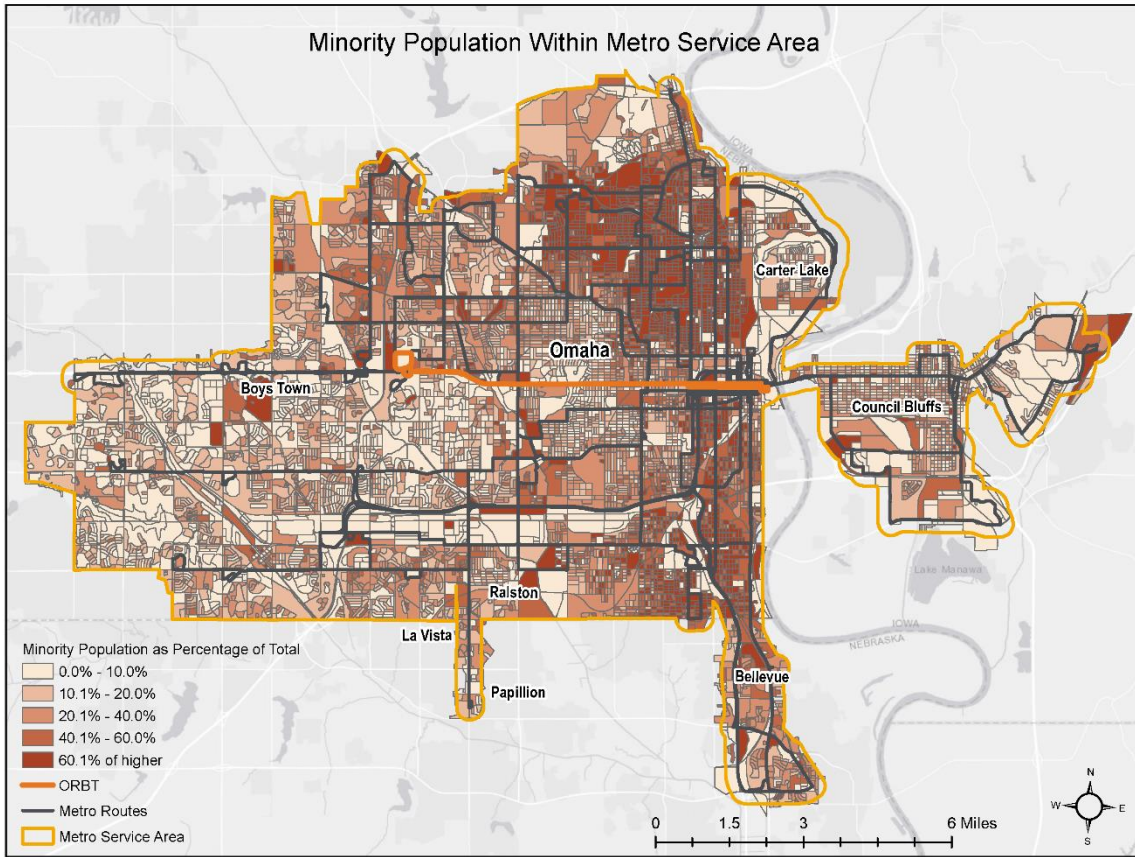 Minority Population Within Metro Service Area
IOWA
NEBRASKA
Carter Lake
Omaha
Boys Town
Council Bluffs
Lake Manawa
Ralston
IOWA
NEBRASKA
La Vista
Bellevue
Papillion
Minority Population as Percentage of Total
0.0% - 10.0%
10.1% - 20.0%
20.1% - 40.0%
40.1% - 60.0%
60.1% of higher
ORBT
Metro Routes
Metro Service Area
0 1.5 3 6 Miles
N
W E
S